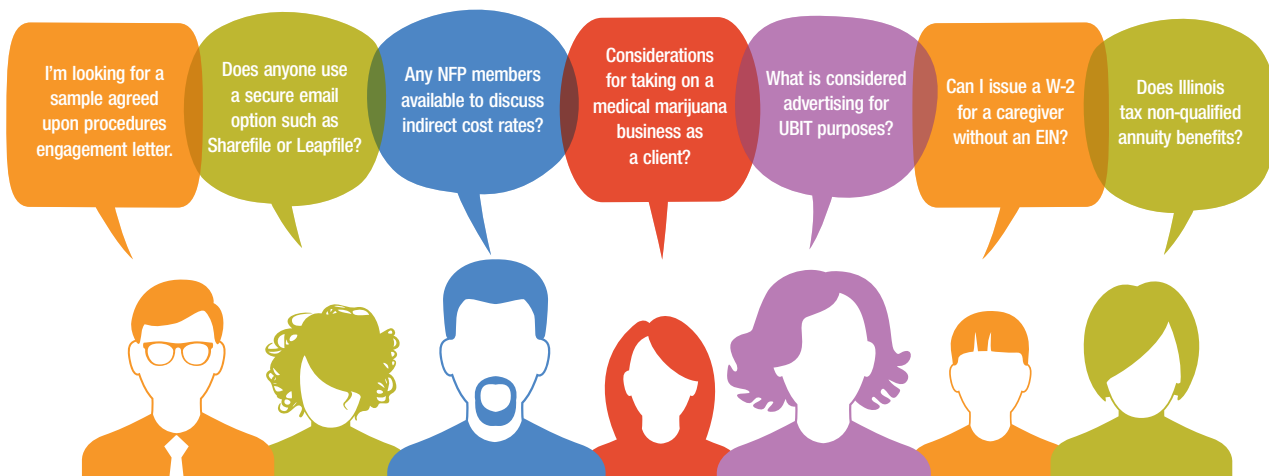 I'm looking for a
sample agreed
upon procedures
engagement letter.
Does anyone use
a secure email
option such as
Sharefile or Leapfile?
Any NFP members
available to discuss
indirect cost rates?
Considerations
for taking on a
medical marijuana
business as
a client?
What is considered
advertising for
UBIT purposes?
Can I issue a W-2
for a caregiver
without an EIN?
Does Illinois
tax non-qualified
annuity benefits?